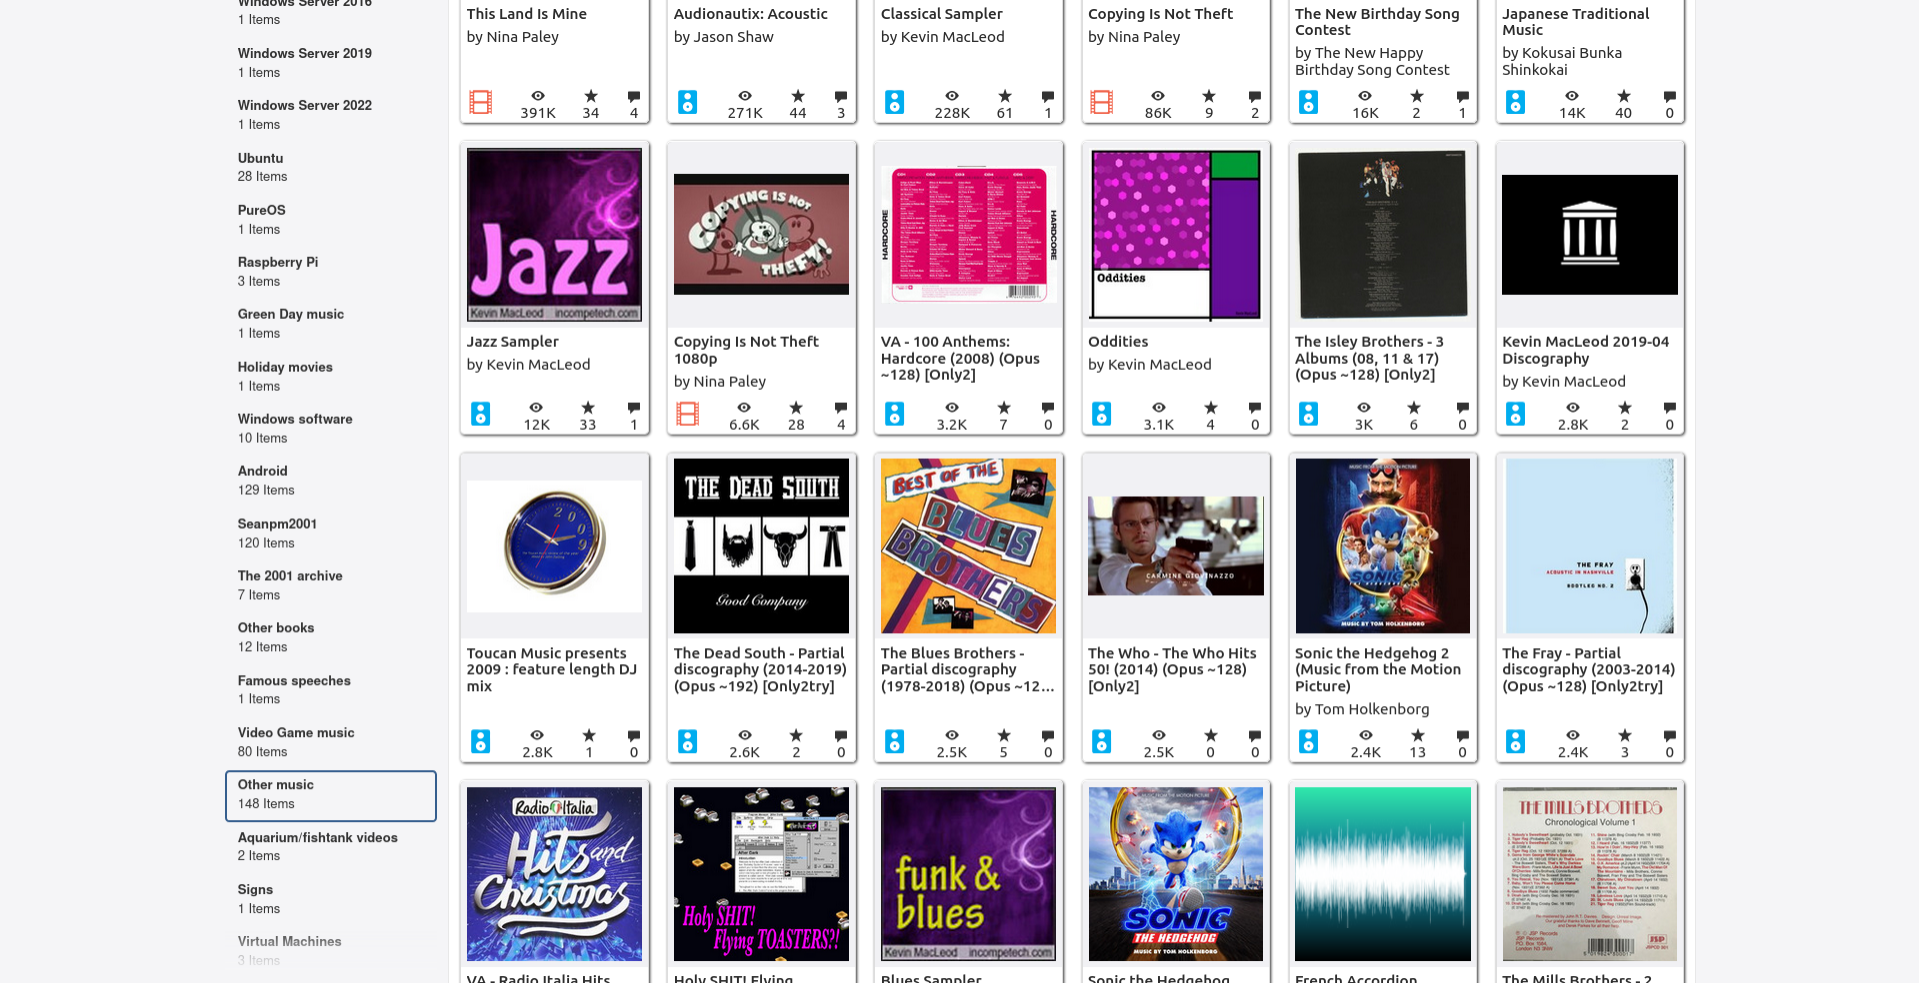 Windows Server 2016
1 Items
Windows Server 2019
1 Items
Windows Server 2022
1 Items
Ubuntu
28 Items
PureOS
1 Items
Raspberry Pi
3 Items
Green Day music
1 Items
Holiday movies
1 Items
Windows software
10 Items
Android
129 Items
Seanpm2001
120 Items
The 2001 archive
7 Items
Other books
12 Items
Famous speeches
1 Items
Video Game music
80 Items
Other music
148 Items
Aquarium/fishtank videos
2 Items
Signs
1 Items
Virtual Machines
3 Items
This Land Is Mine
by Nina Paley
391K 34 4
Audionautix: Acoustic
by Jason Shaw
271K 44 3
Classical Sampler
by Kevin MacLeod
228K 61 1
Copying Is Not Theft
by Nina Paley
86K 9 2
The New Birthday Song
Contest
by The New Happy
Birthday Song Contest
16K 2 1
Japanese Traditional
Music
by Kokusai Bunka
Shinkokai
14K 40 0
Jazz
Kevin MacLeod incompetech.com
Jazz Sampler
by Kevin MacLeod
12K 33 1
COPYING IS NOT
THEFT!
Copying Is Not Theft
1080p
by Nina Paley
6.6K 28 4
HARDCORE
HARDCORE
VA - 100 Anthems:
Hardcore (2008) (Opus
~128) [Only2]
3.2K 7 0
Oddities
Oddities
by Kevin MacLeod
3.1K 4 0
The Isley Brothers - 3
Albums (08, 11 & 17)
(Opus ~128) [Only2]
3K 6 0
Kevin MacLeod 2019-04
Discography
by Kevin MacLeod
2.8K 2 0
2009
Toucan Music presents
2009 : feature length DJ
mix
2.8K 1 0
THE DEAD SOUTH
Good Company
The Dead South - Partial
discography (2014-2019)
(Opus ~192) [Only2try]
2.6K 2 0
BEST OF THE
BLUES
BROTHERS
The Blues Brothers -
Partial discography
(1978-2018) (Opus ~12...
2.5K 5 0
CARMINE GIOVINAZZO
The Who - The Who Hits
50! (2014) (Opus ~128)
[Only2]
2.5K 0 0
MUSIC FROM THE MOTION PICTURE
SONIC 2
MUSIC BY TOM HOLKENBORG
Sonic the Hedgehog 2
(Music from the Motion
Picture)
by Tom Holkenborg
2.4K 13 0
THE FRAY
ACOUSTIC IN NASHVILLE
BOOTLEG NO. 2
The Fray - Partial
discography (2003-2014)
(Opus ~128) [Only2try]
2.4K 3 0
Radio Italia
Hits and
Christmas
VA - Radio Italia Hits
Holy SHIT!
Flying TOASTERS?!
Holy SHIT! Flying
funk &
blues
Kevin MacLeod incompetech.com
Blues Sampler
MUSIC FROM THE MOTION PICTURE
SONIC
THE HEDGEHOG
MUSIC BY TOM HOLKENBORG
Sonic the Hedgehog
French Accordion
THE MILLS BROTHERS
Chronological Volume 1
JSP Records
JSP
The Mills Brothers - 2